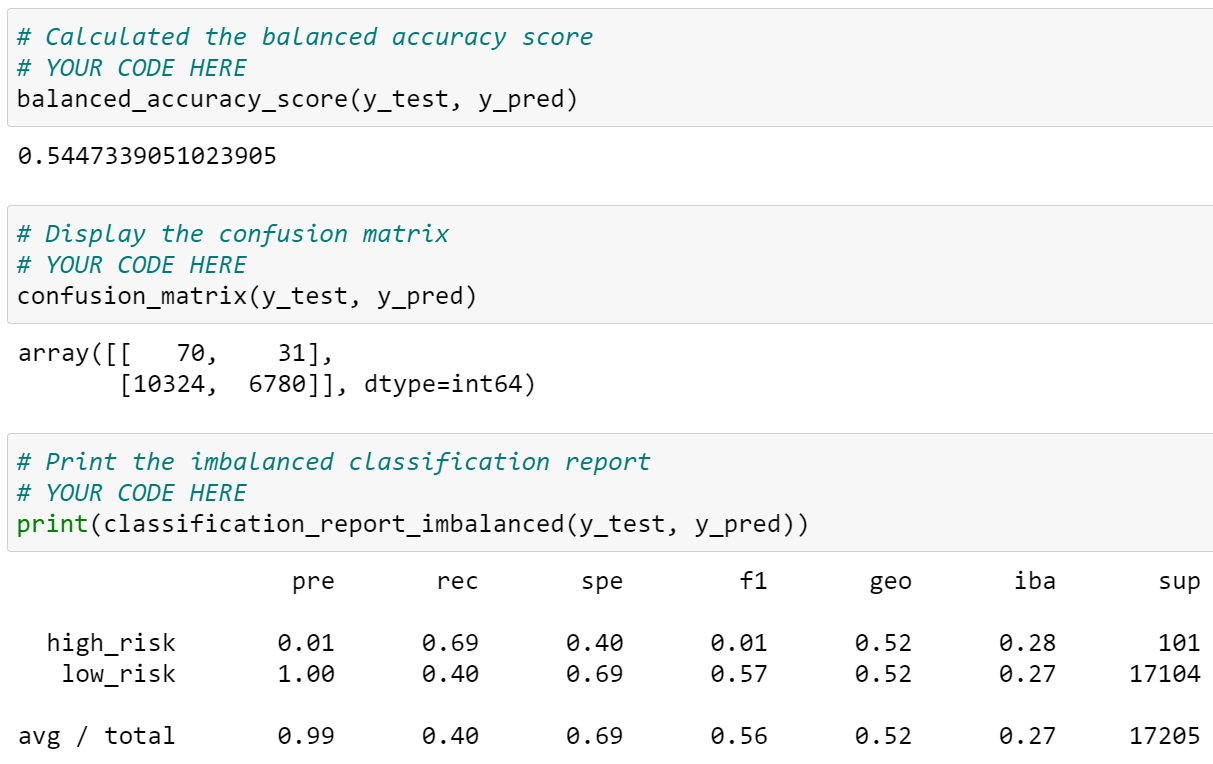 # Calculated the balanced accuracy score
# YOUR CODE HERE
balanced_accuracy_score(y_test, y_pred)
0.5447339051023905
# Display the confusion matrix
# YOUR CODE HERE
confusion_matrix(y_test, y_pred)
array([[   70,    31],
       [10324,  6780]], dtype=int64)
# Print the imbalanced classification report
# YOUR CODE HERE
print(classification_report_imbalanced(y_test, y_pred))
                   pre       rec       spe        f1       geo       iba       sup
  high_risk       0.01      0.69      0.40      0.01      0.52      0.28       101
   low_risk       1.00      0.40      0.69      0.57      0.52      0.27     17104
avg / total       0.99      0.40      0.69      0.56      0.52      0.27     17205